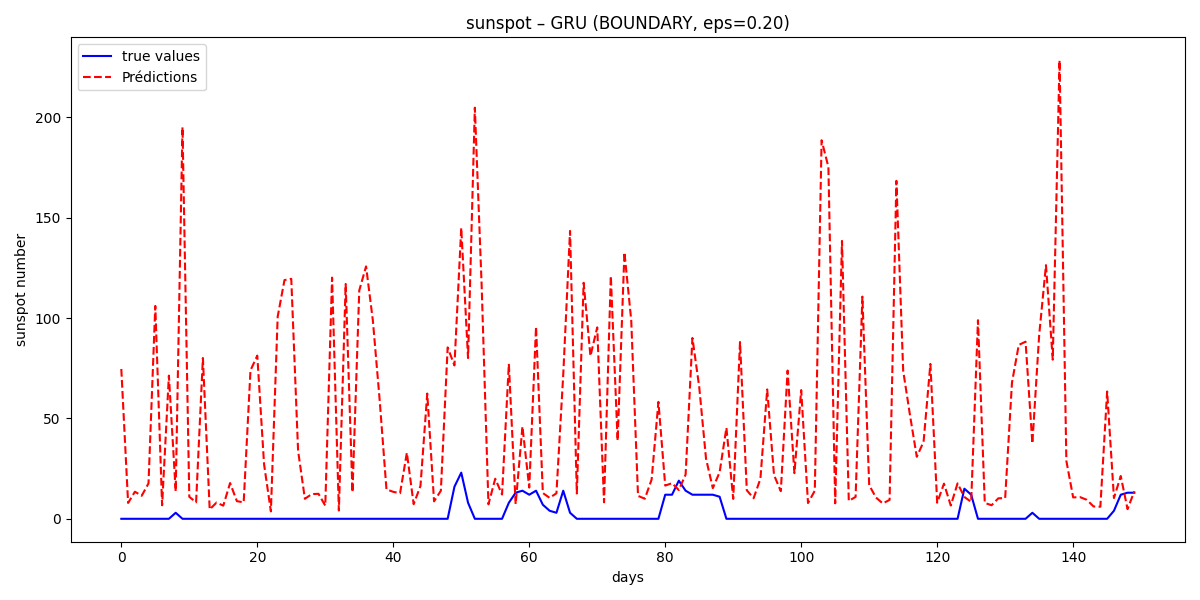 sunspot – GRU (BOUNDARY, eps=0.20)
true values
Prédictions
sunspot number
200
150
100
50
0
0 20 40 60 80 100 120 140
days